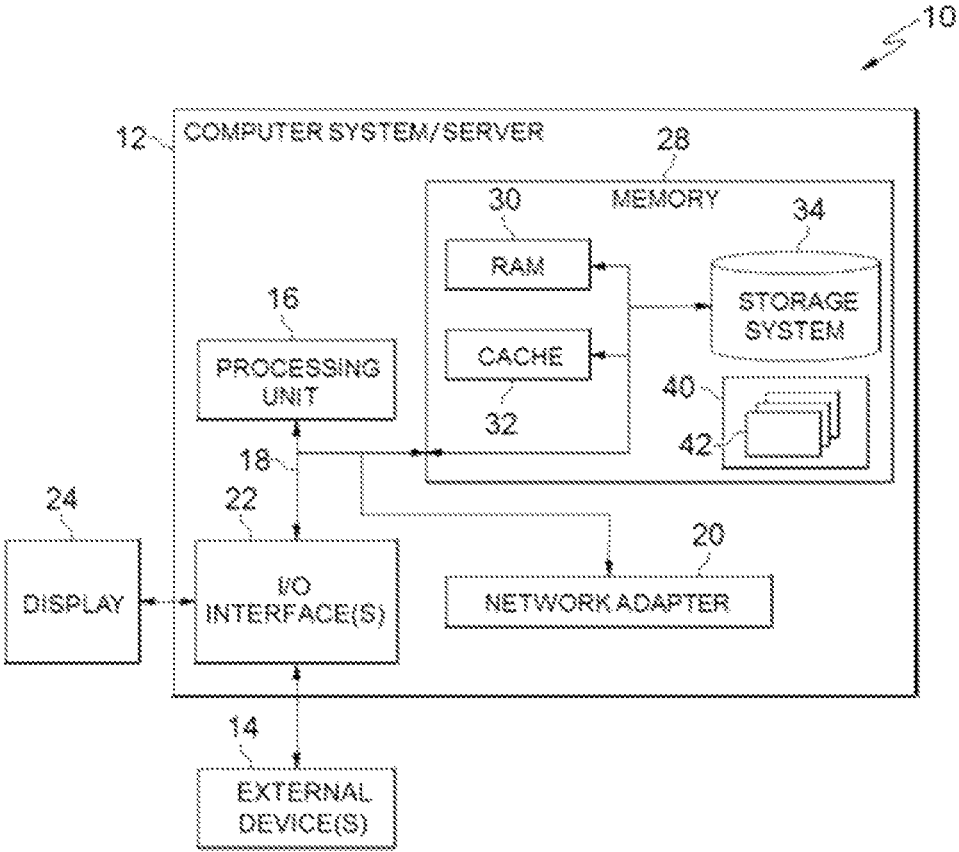 10
12
COMPUTER SYSTEM/SERVER
28
MEMORY
30
RAM
34
STORAGE
SYSTEM
16
PROCESSING
UNIT
CACHE
32
40
42
18
24
22
20
DISPLAY
I/O
INTERFACE(S)
NETWORK ADAPTER
14
EXTERNAL
DEVICE(S)